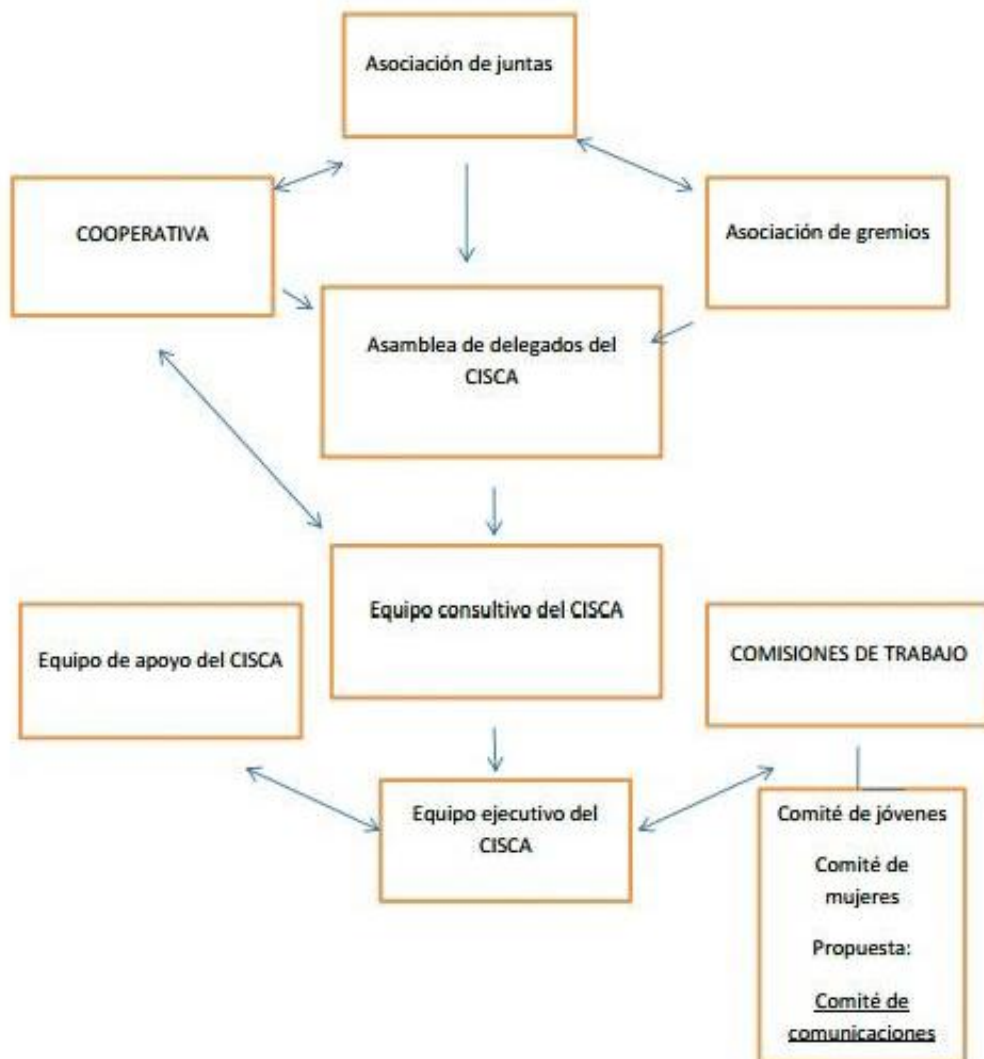 Asociación de juntas
COOPERATIVA
Asociación de gremios
Asamblea de delegados del
CISCA
Equipo consultivo del CISCA
Equipo de apoyo del CISCA
COMISIONES DE TRABAJO
Equipo ejecutivo del
CISCA
Comité de jóvenes
Comité de
mujeres
Propuesta:
Comité de
comunicaciones